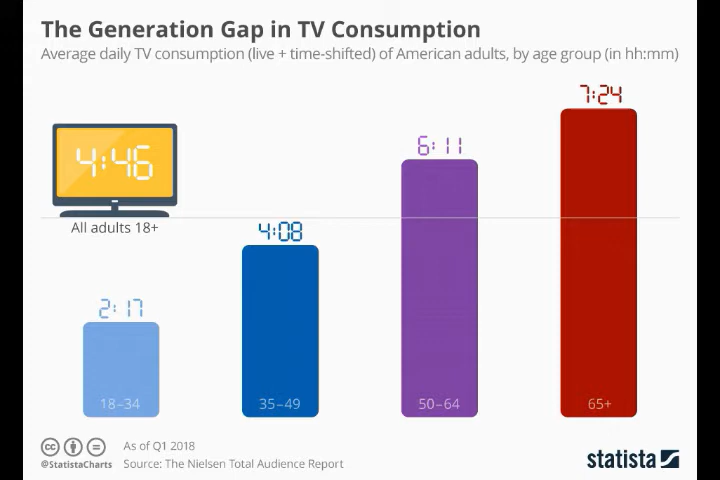 The Generation Gap in TV Consumption
Average daily TV consumption (live + time-shifted) of American adults, by age group (in hh:mm)
7:24
6:11
4:46
All adults 18+
4:08
2:17
18–34
35–49
50–64
65+
cc
As of Q1 2018
@StatistaCharts
Source: The Nielsen Total Audience Report
statista